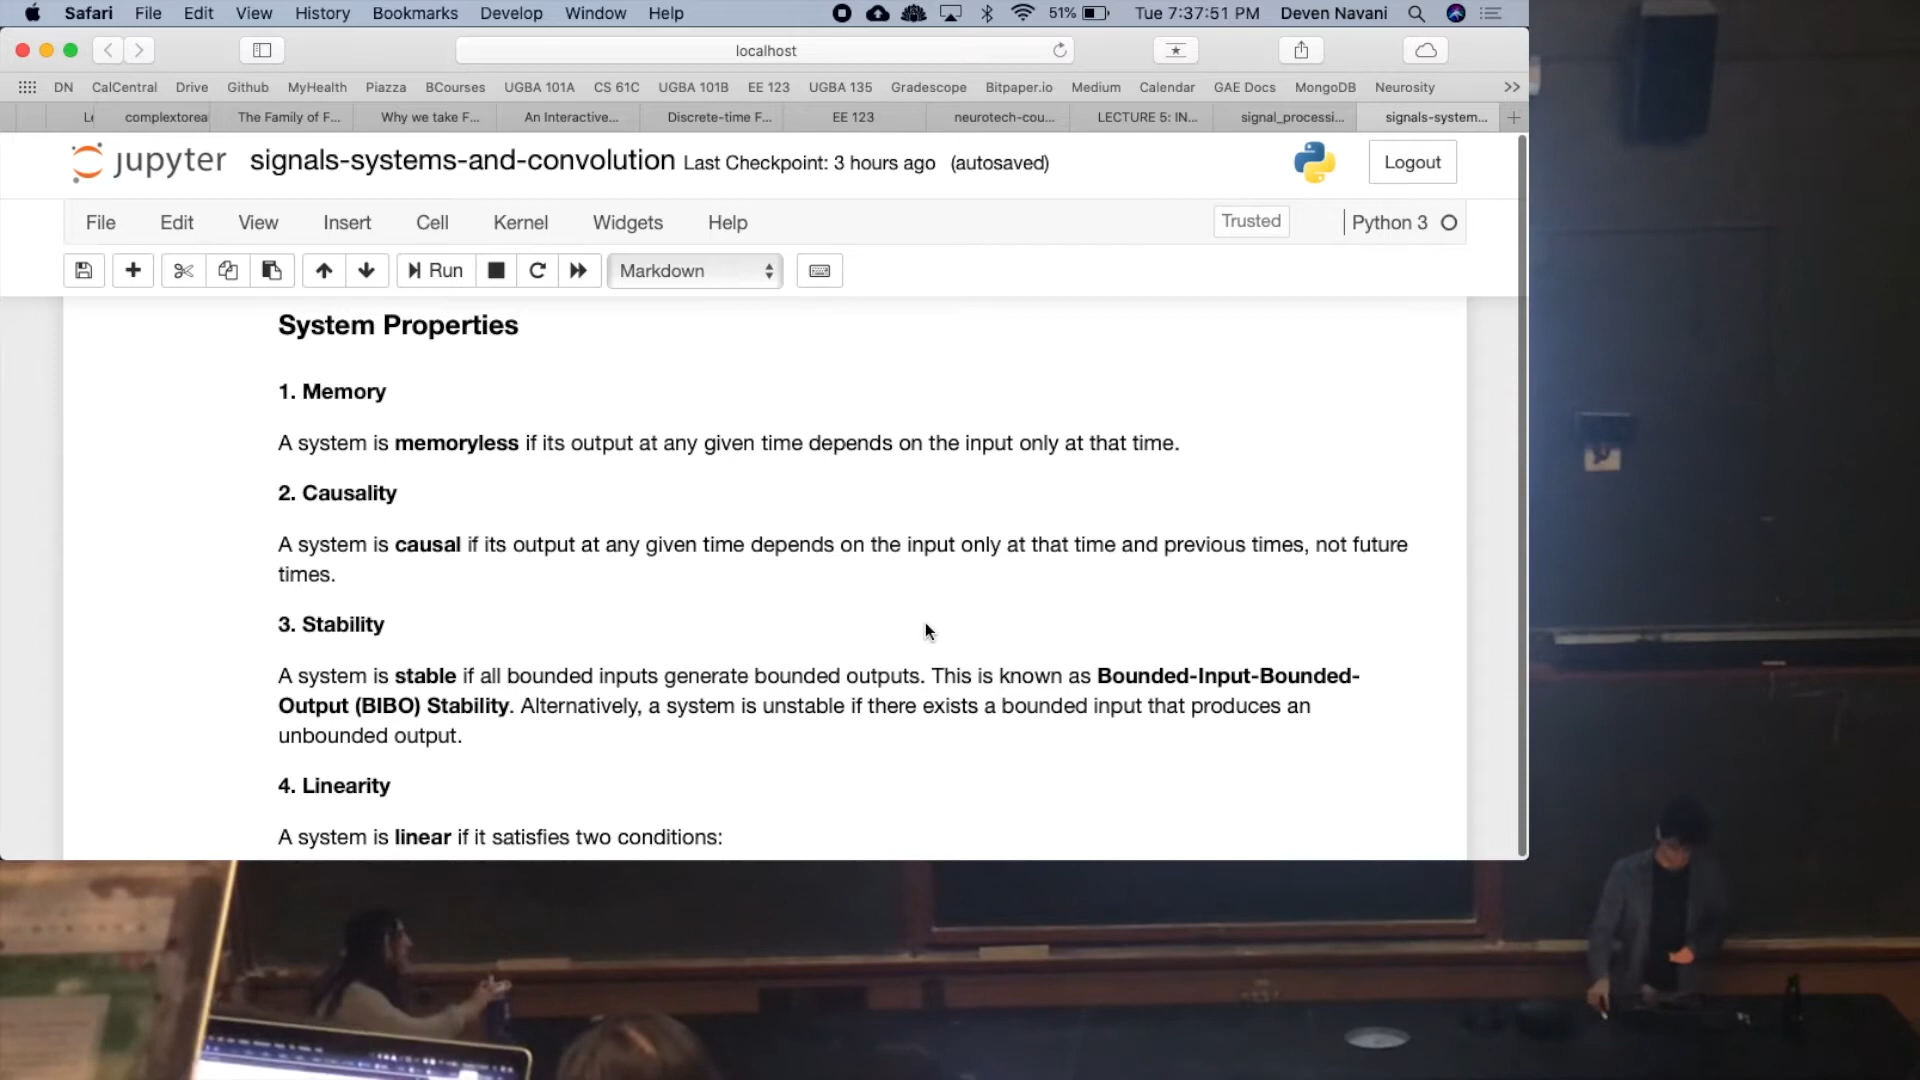 Safari File Edit View History Bookmarks Develop Window Help 51% Tue 7:37:51 PM Deven Navani
localhost
DN CalCentral Drive Github MyHealth Piazza BCourses UGBA 101A CS 61C UGBA 101B EE 123 UGBA 135 Gradescope Bitpaper.io Medium Calendar GAE Docs MongoDB Neurosity >>
complextorea The Family of F... Why we take F... An Interactive... Discrete-time F... EE 123 neurotech-cou... LECTURE 5: IN... signal_processi... signals-system...
jupyter signals-systems-and-convolution Last Checkpoint: 3 hours ago (autosaved) Logout
File Edit View Insert Cell Kernel Widgets Help Trusted Python 3
Run Markdown
System Properties
1. Memory
A system is memoryless if its output at any given time depends on the input only at that time.
2. Causality
A system is causal if its output at any given time depends on the input only at that time and previous times, not future
times.
3. Stability
A system is stable if all bounded inputs generate bounded outputs. This is known as Bounded-Input-Bounded-
Output (BIBO) Stability. Alternatively, a system is unstable if there exists a bounded input that produces an
unbounded output.
4. Linearity
A system is linear if it satisfies two conditions: